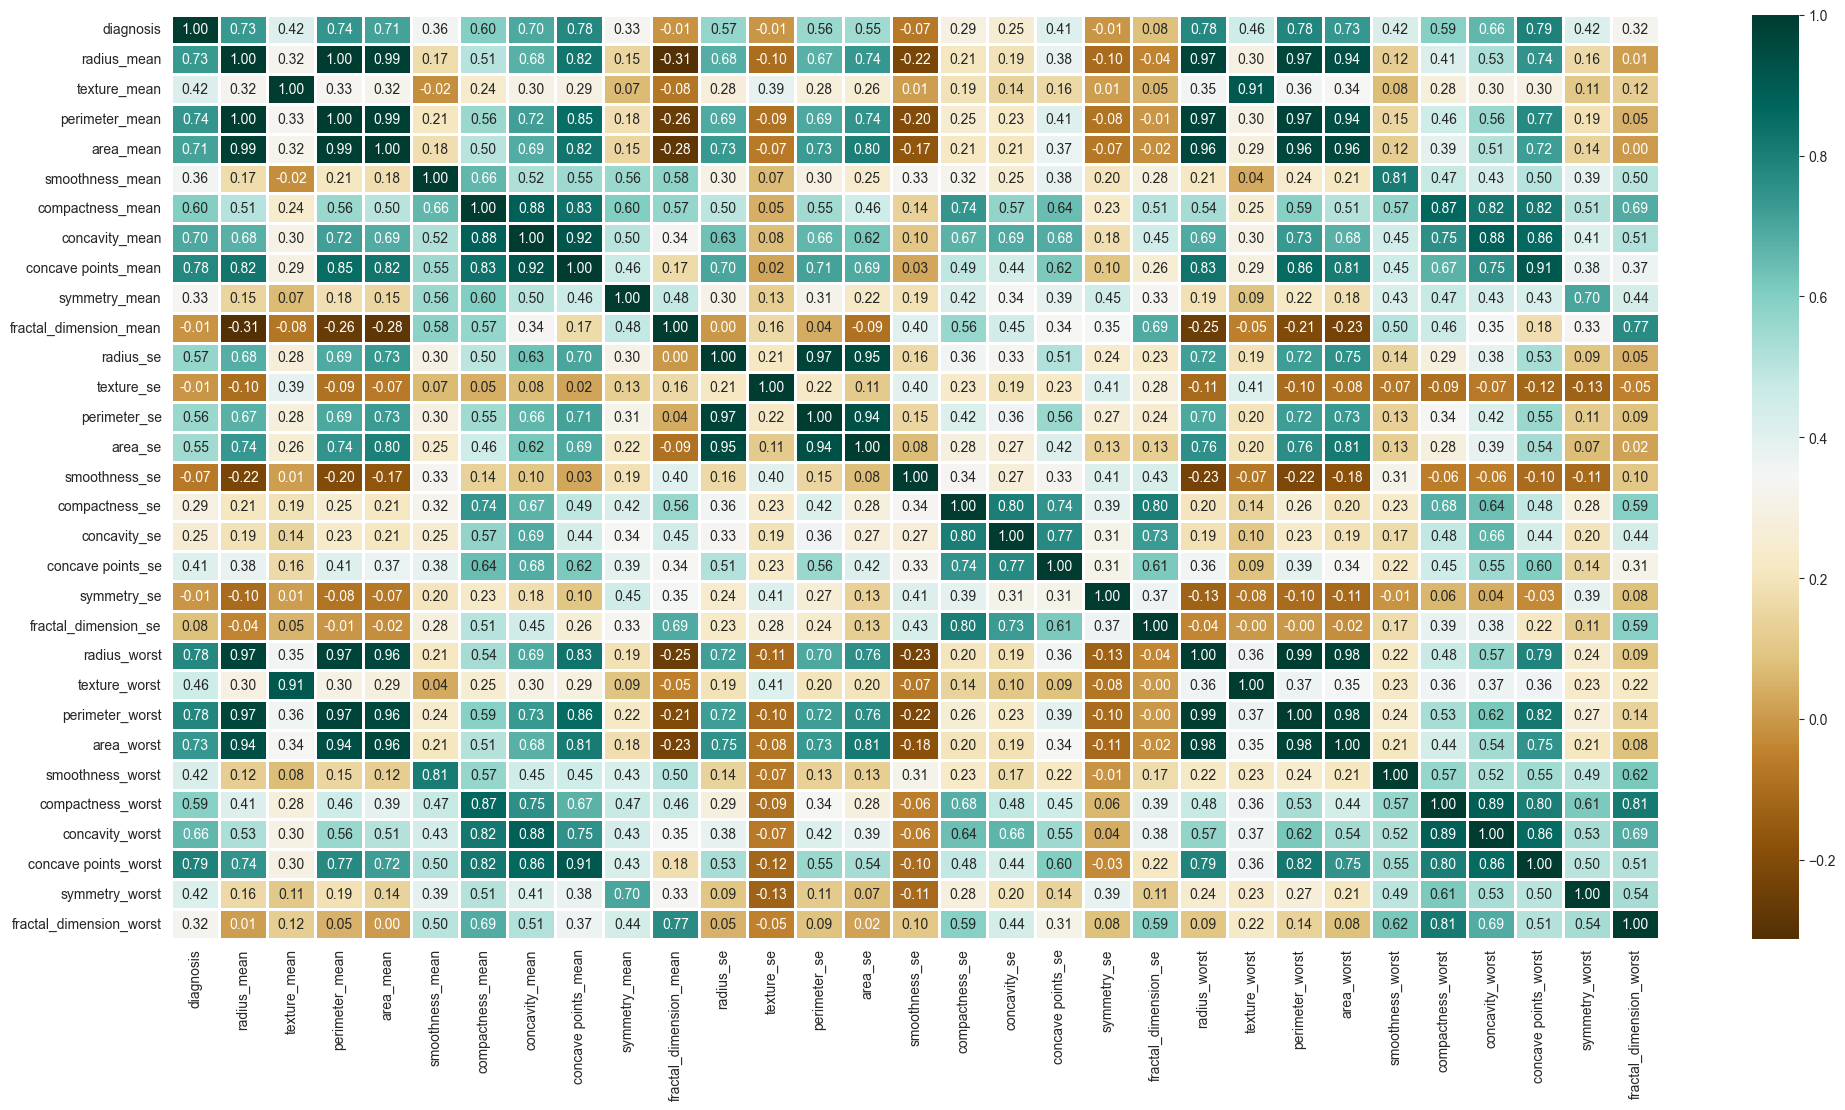 diagnosis 1.00 0.73 0.42 0.74 0.71 0.36 0.60 0.70 0.78 0.33 -0.01 0.57 -0.01 0.56 0.55 -0.07 0.29 0.25 0.41 -0.01 0.08 0.78 0.46 0.78 0.73 0.42 0.59 0.66 0.79 0.42 0.32
radius_mean 0.73 1.00 0.32 1.00 0.99 0.17 0.51 0.68 0.82 0.15 -0.31 0.68 -0.10 0.67 0.74 -0.22 0.21 0.19 0.38 -0.10 -0.04 0.97 0.30 0.97 0.94 0.12 0.41 0.53 0.74 0.16 0.01
texture_mean 0.42 0.32 1.00 0.33 0.32 -0.02 0.24 0.30 0.29 0.07 -0.08 0.28 0.39 0.28 0.26 0.01 0.19 0.14 0.16 0.01 0.05 0.35 0.91 0.36 0.34 0.08 0.28 0.30 0.30 0.11 0.12
perimeter_mean 0.74 1.00 0.33 1.00 0.99 0.21 0.56 0.72 0.85 0.18 -0.26 0.69 -0.09 0.69 0.74 -0.20 0.25 0.23 0.41 -0.08 -0.01 0.97 0.30 0.97 0.94 0.15 0.46 0.56 0.77 0.19 0.05
area_mean 0.71 0.99 0.32 0.99 1.00 0.18 0.50 0.69 0.82 0.15 -0.28 0.73 -0.07 0.73 0.80 -0.17 0.21 0.21 0.37 -0.07 -0.02 0.96 0.29 0.96 0.96 0.12 0.39 0.51 0.72 0.14 0.00
smoothness_mean 0.36 0.17 -0.02 0.21 0.18 1.00 0.66 0.52 0.55 0.56 0.58 0.30 0.07 0.30 0.25 0.33 0.32 0.25 0.38 0.20 0.28 0.21 0.04 0.24 0.21 0.81 0.47 0.43 0.50 0.39 0.50
compactness_mean 0.60 0.51 0.24 0.56 0.50 0.66 1.00 0.88 0.83 0.60 0.57 0.50 0.05 0.55 0.46 0.14 0.74 0.57 0.64 0.23 0.51 0.54 0.25 0.59 0.51 0.57 0.87 0.82 0.82 0.51 0.69
concavity_mean 0.70 0.68 0.30 0.72 0.69 0.52 0.88 1.00 0.92 0.50 0.34 0.63 0.08 0.66 0.62 0.10 0.67 0.69 0.68 0.18 0.45 0.69 0.30 0.73 0.68 0.45 0.75 0.88 0.86 0.41 0.51
concave points_mean 0.78 0.82 0.29 0.85 0.82 0.55 0.83 0.92 1.00 0.46 0.17 0.70 0.02 0.71 0.69 0.03 0.49 0.44 0.62 0.10 0.26 0.83 0.29 0.86 0.81 0.45 0.67 0.75 0.91 0.38 0.37
symmetry_mean 0.33 0.15 0.07 0.18 0.15 0.56 0.60 0.50 0.46 1.00 0.48 0.30 0.13 0.31 0.22 0.19 0.42 0.34 0.39 0.45 0.33 0.19 0.09 0.22 0.18 0.43 0.47 0.43 0.43 0.70 0.44
fractal_dimension_mean -0.01 -0.31 -0.08 -0.26 -0.28 0.58 0.57 0.34 0.17 0.48 1.00 0.00 0.16 0.04 -0.09 0.40 0.56 0.45 0.34 0.35 0.69 -0.25 -0.05 -0.21 -0.23 0.50 0.46 0.35 0.18 0.33 0.77
radius_se 0.57 0.68 0.28 0.69 0.73 0.30 0.50 0.63 0.70 0.30 0.00 1.00 0.21 0.97 0.95 0.16 0.36 0.33 0.51 0.24 0.23 0.72 0.19 0.72 0.75 0.14 0.29 0.38 0.53 0.09 0.05
texture_se -0.01 -0.10 0.39 -0.09 -0.07 0.07 0.05 0.08 0.02 0.13 0.16 0.21 1.00 0.22 0.11 0.40 0.23 0.19 0.23 0.41 0.28 -0.11 0.41 -0.10 -0.08 -0.07 -0.09 -0.07 -0.12 -0.13 -0.05
perimeter_se 0.56 0.67 0.28 0.69 0.73 0.30 0.55 0.66 0.71 0.31 0.04 0.97 0.22 1.00 0.94 0.15 0.42 0.36 0.56 0.27 0.24 0.70 0.20 0.72 0.73 0.13 0.34 0.42 0.55 0.11 0.09
area_se 0.55 0.74 0.26 0.74 0.80 0.25 0.46 0.62 0.69 0.22 -0.09 0.95 0.11 0.94 1.00 0.08 0.28 0.27 0.42 0.13 0.13 0.76 0.20 0.76 0.81 0.13 0.28 0.39 0.54 0.07 0.02
smoothness_se -0.07 -0.22 0.01 -0.20 -0.17 0.33 0.14 0.10 0.03 0.19 0.40 0.16 0.40 0.15 0.08 1.00 0.34 0.27 0.33 0.41 0.43 -0.23 -0.07 -0.22 -0.18 0.31 -0.06 -0.06 -0.10 -0.11 0.10
compactness_se 0.29 0.21 0.19 0.25 0.21 0.32 0.74 0.67 0.49 0.42 0.56 0.36 0.23 0.42 0.28 0.34 1.00 0.80 0.74 0.39 0.80 0.20 0.14 0.26 0.20 0.23 0.68 0.64 0.48 0.28 0.59
concavity_se 0.25 0.19 0.14 0.23 0.21 0.25 0.57 0.69 0.44 0.34 0.45 0.33 0.19 0.36 0.27 0.27 0.80 1.00 0.77 0.31 0.73 0.19 0.10 0.23 0.19 0.17 0.48 0.66 0.44 0.20 0.44
concave points_se 0.41 0.38 0.16 0.41 0.37 0.38 0.64 0.68 0.62 0.39 0.34 0.51 0.23 0.56 0.42 0.33 0.74 0.77 1.00 0.31 0.61 0.36 0.09 0.39 0.34 0.22 0.45 0.55 0.60 0.14 0.31
symmetry_se -0.01 -0.10 0.01 -0.08 -0.07 0.20 0.23 0.18 0.10 0.45 0.35 0.24 0.41 0.27 0.13 0.41 0.39 0.31 0.31 1.00 0.37 -0.13 -0.08 -0.10 -0.11 -0.01 0.06 0.04 -0.03 0.39 0.08
fractal_dimension_se 0.08 -0.04 0.05 -0.01 -0.02 0.28 0.51 0.45 0.26 0.33 0.69 0.23 0.28 0.24 0.13 0.43 0.80 0.73 0.61 0.37 1.00 -0.04 -0.00 -0.00 -0.02 0.17 0.39 0.38 0.22 0.11 0.59
radius_worst 0.78 0.97 0.35 0.97 0.96 0.21 0.54 0.69 0.83 0.19 -0.25 0.72 -0.11 0.70 0.76 -0.23 0.20 0.19 0.36 -0.13 -0.04 1.00 0.36 0.99 0.98 0.22 0.48 0.57 0.79 0.24 0.09
texture_worst 0.46 0.30 0.91 0.30 0.29 0.04 0.25 0.30 0.29 0.09 -0.05 0.19 0.41 0.20 0.20 -0.07 0.14 0.10 0.09 -0.08 -0.00 0.36 1.00 0.37 0.35 0.23 0.36 0.37 0.36 0.23 0.22
perimeter_worst 0.78 0.97 0.36 0.97 0.96 0.24 0.59 0.73 0.86 0.22 -0.21 0.72 -0.10 0.72 0.76 -0.22 0.26 0.23 0.39 -0.10 -0.00 0.99 0.37 1.00 0.98 0.24 0.53 0.62 0.82 0.27 0.14
area_worst 0.73 0.94 0.34 0.94 0.96 0.21 0.51 0.68 0.81 0.18 -0.23 0.75 -0.08 0.73 0.81 -0.18 0.20 0.19 0.34 -0.11 -0.02 0.98 0.35 0.98 1.00 0.21 0.44 0.54 0.75 0.21 0.08
smoothness_worst 0.42 0.12 0.08 0.15 0.12 0.81 0.57 0.45 0.45 0.43 0.50 0.14 -0.07 0.13 0.13 0.31 0.23 0.17 0.22 -0.01 0.17 0.22 0.23 0.24 0.21 1.00 0.57 0.52 0.55 0.49 0.62
compactness_worst 0.59 0.41 0.28 0.46 0.39 0.47 0.87 0.75 0.67 0.47 0.46 0.29 -0.09 0.34 0.28 -0.06 0.68 0.48 0.45 0.06 0.39 0.48 0.36 0.53 0.44 0.57 1.00 0.89 0.80 0.61 0.81
concavity_worst 0.66 0.53 0.30 0.56 0.51 0.43 0.82 0.88 0.75 0.43 0.35 0.38 -0.07 0.42 0.39 -0.06 0.64 0.66 0.55 0.04 0.38 0.57 0.37 0.62 0.54 0.52 0.89 1.00 0.86 0.53 0.69
concave points_worst 0.79 0.74 0.30 0.77 0.72 0.50 0.82 0.86 0.91 0.43 0.18 0.53 -0.12 0.55 0.54 -0.10 0.48 0.44 0.60 -0.03 0.22 0.79 0.36 0.82 0.75 0.55 0.80 0.86 1.00 0.50 0.51
symmetry_worst 0.42 0.16 0.11 0.19 0.14 0.39 0.51 0.41 0.38 0.70 0.33 0.09 -0.13 0.11 0.07 -0.11 0.28 0.20 0.14 0.39 0.11 0.24 0.23 0.27 0.21 0.49 0.61 0.53 0.50 1.00 0.54
fractal_dimension_worst 0.32 0.01 0.12 0.05 0.00 0.50 0.69 0.51 0.37 0.44 0.77 0.05 -0.05 0.09 0.02 0.10 0.59 0.44 0.31 0.08 0.59 0.09 0.22 0.14 0.08 0.62 0.81 0.69 0.51 0.54 1.00
diagnosis
radius_mean
texture_mean
perimeter_mean
area_mean
smoothness_mean
compactness_mean
concavity_mean
concave points_mean
symmetry_mean
fractal_dimension_mean
radius_se
texture_se
perimeter_se
area_se
smoothness_se
compactness_se
concavity_se
concave points_se
symmetry_se
fractal_dimension_se
radius_worst
texture_worst
perimeter_worst
area_worst
smoothness_worst
compactness_worst
concavity_worst
concave points_worst
symmetry_worst
fractal_dimension_worst
1.0
0.8
0.6
0.4
0.2
0.0
−0.2